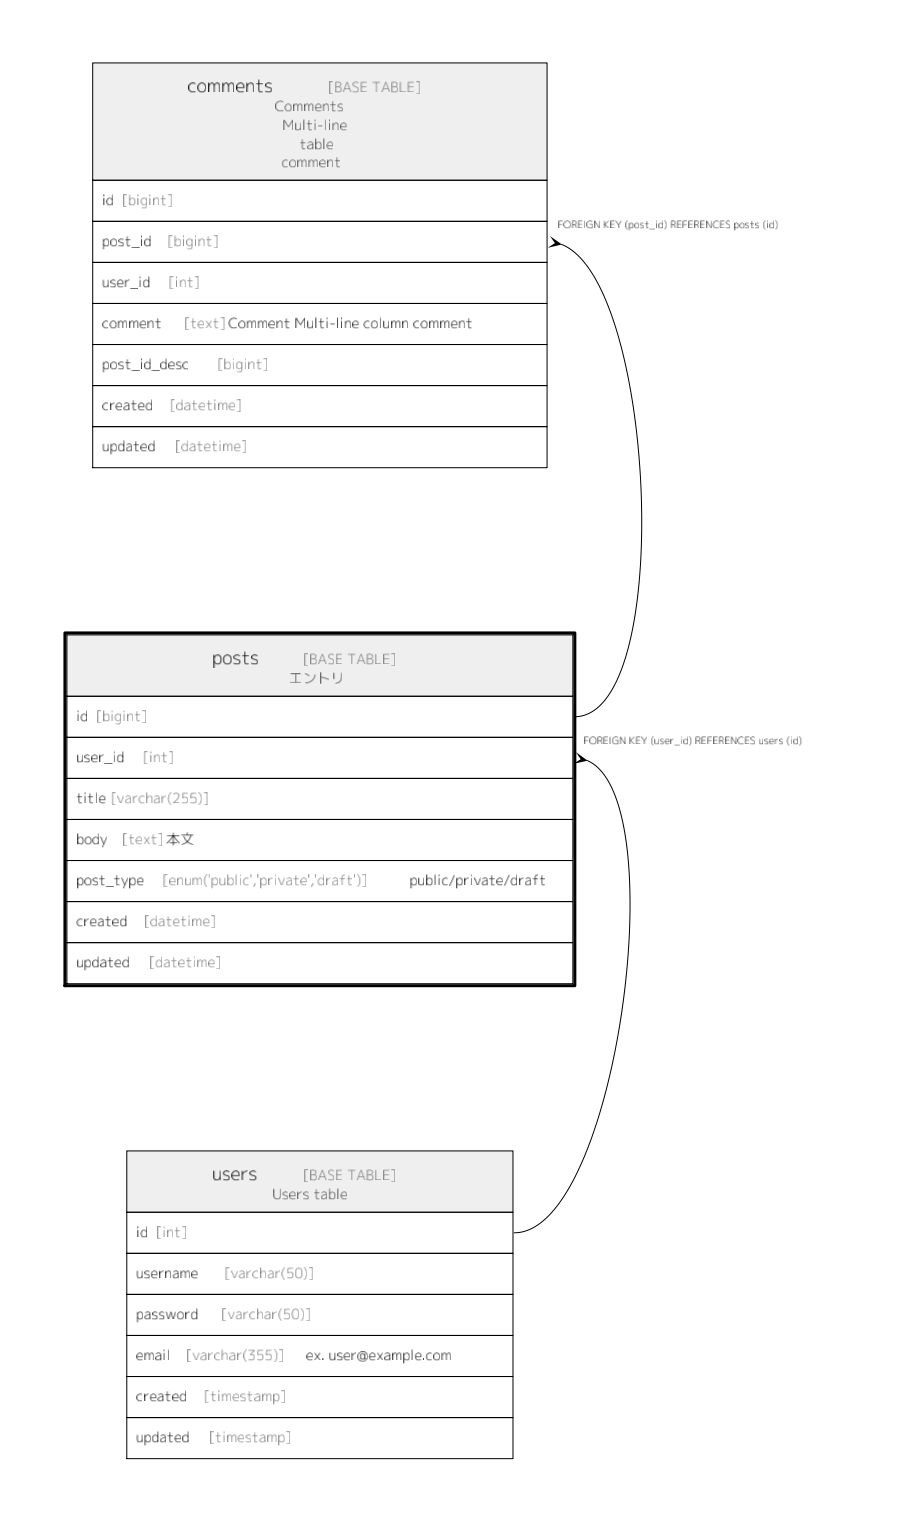 comments [BASE TABLE]
Comments
Multi-line
table
comment
id [bigint]
FOREIGN KEY (post_id) REFERENCES posts (id)
post_id [bigint]
user_id [int]
comment [text] Comment Multi-line column comment
post_id_desc [bigint]
created [datetime]
updated [datetime]
posts [BASE TABLE]
エントリ
id [bigint]
FOREIGN KEY (user_id) REFERENCES users (id)
user_id [int]
title [varchar(255)]
body [text] 本文
post_type [enum('public','private','draft')] public/private/draft
created [datetime]
updated [datetime]
users [BASE TABLE]
Users table
id [int]
username [varchar(50)]
password [varchar(50)]
email [varchar(355)] ex. user@example.com
created [timestamp]
updated [timestamp]